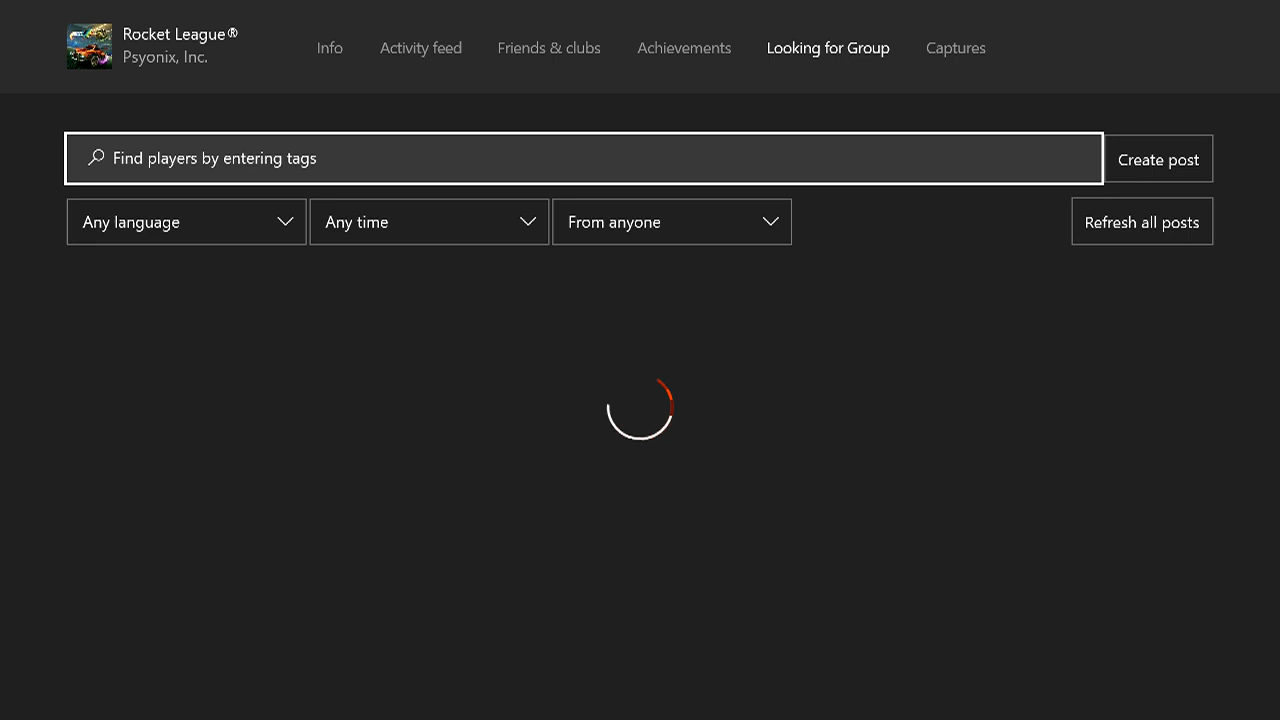 Rocket League®
Psyonix, Inc.
Info
Activity feed
Friends & clubs
Achievements
Looking for Group
Captures
Find players by entering tags
Create post
Any language
Any time
From anyone
Refresh all posts